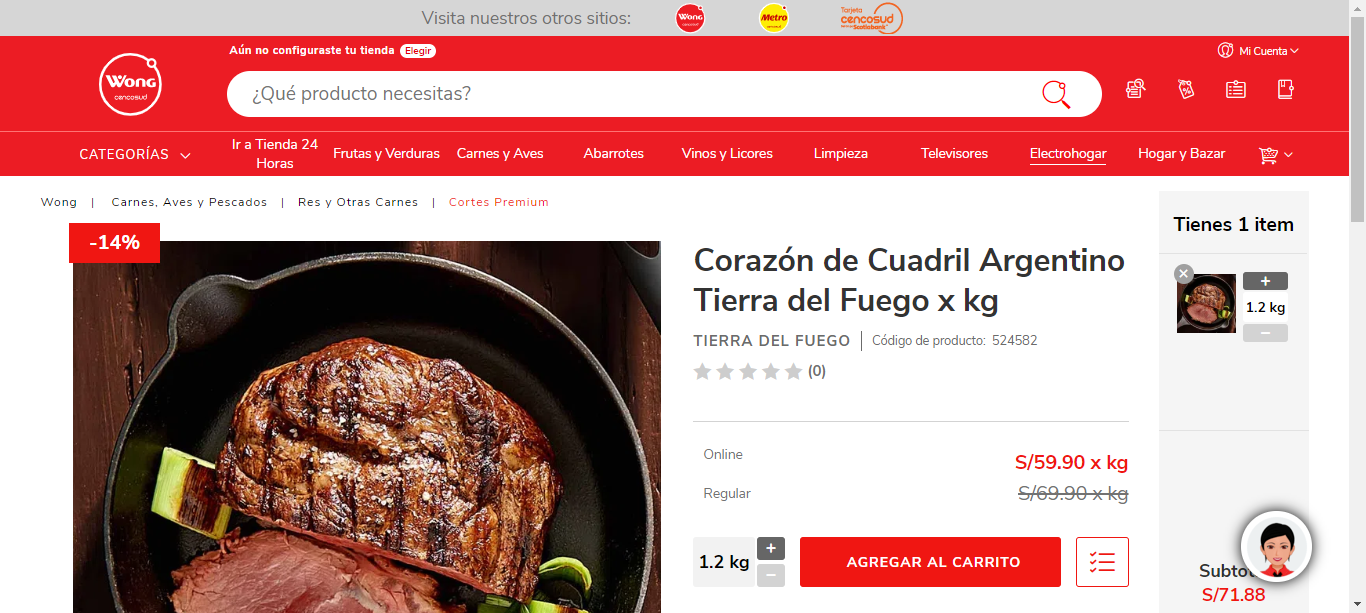 Visita nuestros otros sitios:
Wong
cencosud
Metro
cencosud
Tarjeta
cencosud
Scotiabank
Aún no configuraste tu tienda Elegir
Mi Cuenta
Wong
cencosud
¿Qué producto necesitas?
CATEGORÍAS
Ir a Tienda 24
Horas
Frutas y Verduras
Carnes y Aves
Abarrotes
Vinos y Licores
Limpieza
Televisores
Electrohogar
Hogar y Bazar
Wong | Carnes, Aves y Pescados | Res y Otras Carnes | Cortes Premium
-14%
Corazón de Cuadril Argentino
Tierra del Fuego x kg
TIERRA DEL FUEGO | Código de producto: 524582
(0)
Online
S/59.90 x kg
Regular
S/69.90 x kg
1.2 kg
+
−
AGREGAR AL CARRITO
Tienes 1 item
+
1.2 kg
−
Subto
S/71.88